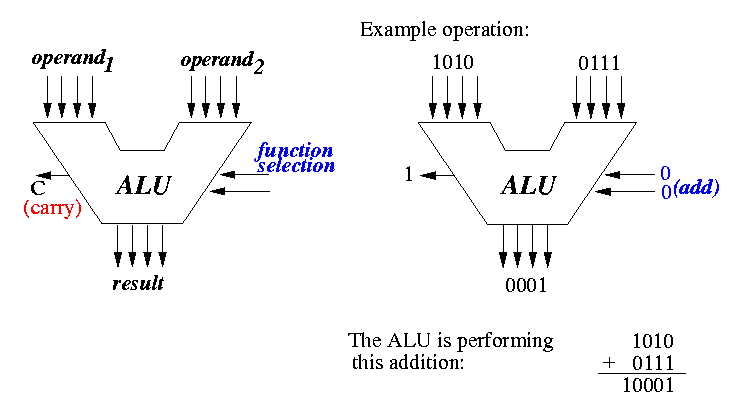 Example operation:
operand1 operand2
1010 0111
function
selection
ALU
C
(carry)
result
1
ALU
0
0(add)
0001
The ALU is performing
this addition:
1010
+ 0111
10001